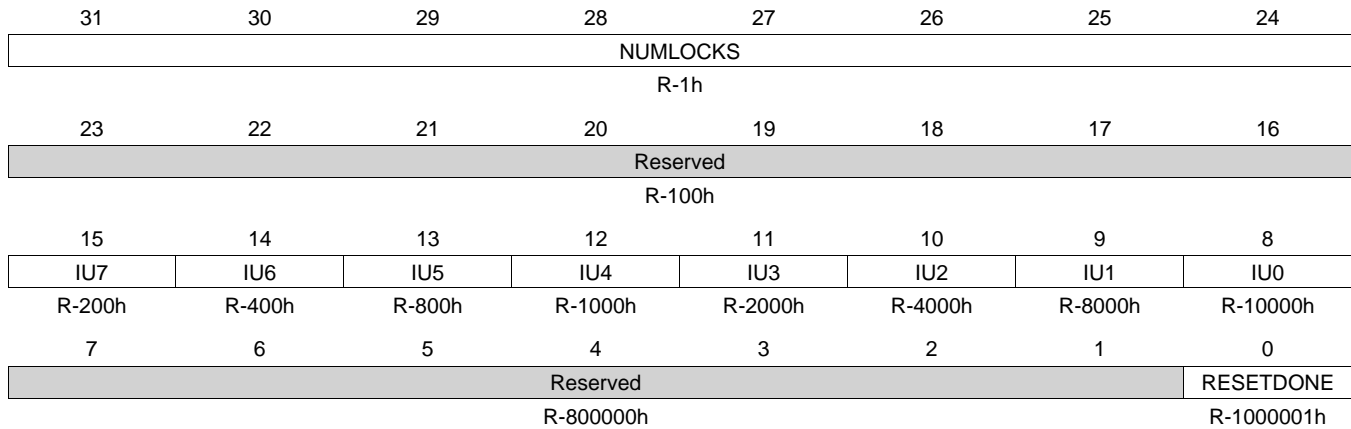 31 30 29 28 27 26 25 24
NUMLOCKS
R-1h
23 22 21 20 19 18 17 16
Reserved
R-100h
15 14 13 12 11 10 9 8
IU7 IU6 IU5 IU4 IU3 IU2 IU1 IU0
R-200h R-400h R-800h R-1000h R-2000h R-4000h R-8000h R-10000h
7 6 5 4 3 2 1 0
Reserved RESETDONE
R-800000h R-1000001h